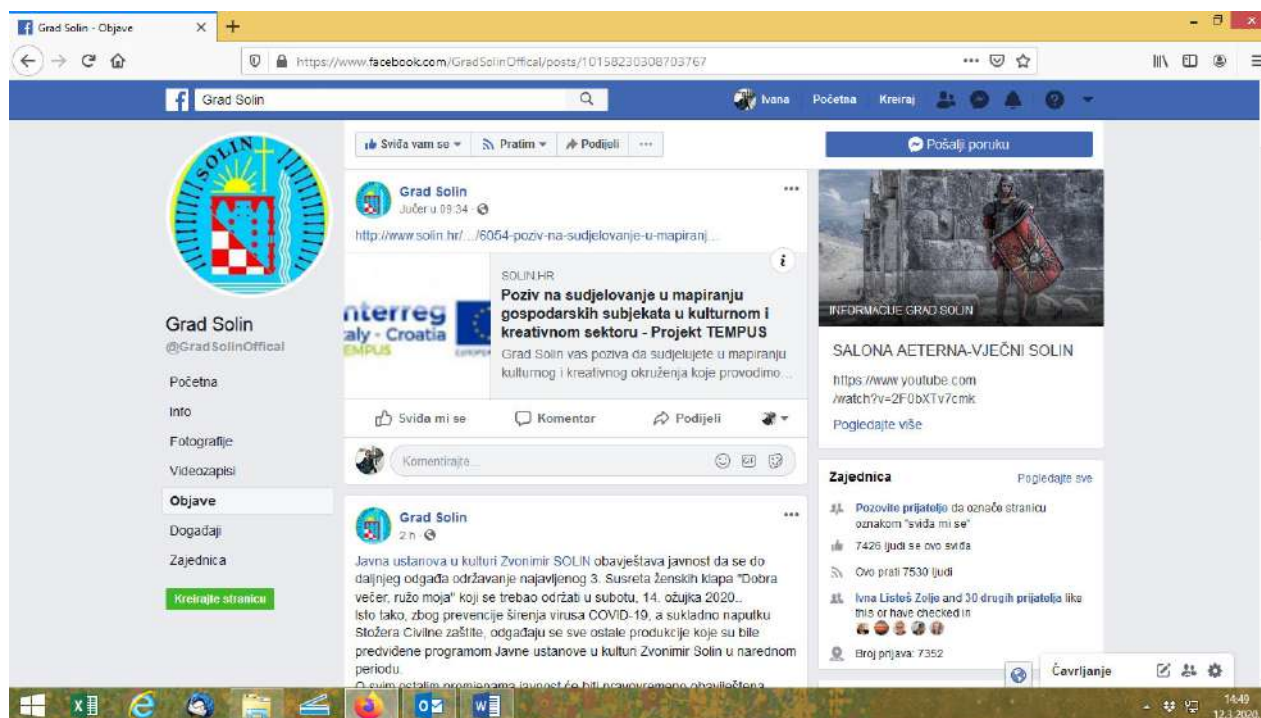 Grad Solin - Objave
https://www.facebook.com/GradSolinOffical/posts/10158230308703767
Grad Solin
Ivana
Početna
Kreiraj
SOLIN
Grad Solin
@GradSolinOffical
Početna
Info
Fotografije
Videozapisi
Objave
Događaji
Zajednica
Kreirajte stranicu
Sviđa vam se
Pratim
Podijeli
Grad Solin
Jučer u 09:34
http://www.solin.hr/.../6054-poziv-na-sudjelovanje-u-mapiranj...
nterreg
aly - Croatia
EMPUS
SOLIN.HR
Poziv na sudjelovanje u mapiranju
gospodarskih subjekata u kulturnom i
kreativnom sektoru - Projekt TEMPUS
Grad Solin vas poziva da sudjelujete u mapiranju
kulturnog i kreativnog okruženja koje provodimo...
Sviđa mi se
Komentar
Podijeli
Komentirajte...
GIF
Grad Solin
2 h
Javna ustanova u kulturi Zvonimir SOLIN obavještava javnost da se do
daljnjeg odgađa održavanje najavljenog 3. Susreta ženskih klapa "Dobra
večer, ružo moja" koji se trebao održati u subotu, 14. ožujka 2020..
Isto tako, zbog prevencije širenja virusa COVID-19, a sukladno naputku
Stožera Civilne zaštite, odgađaju se sve ostale produkcije koje su bile
predviđene programom Javne ustanove u kulturi Zvonimir Solin u narednom
periodu.
O svim ostalim promjenama javnost će biti pravovremeno obaviještena
Pošalji poruku
INFORMACIJE GRAD SOLIN
SALONA AETERNA-VJEČNI SOLIN
https://www.youtube.com
/watch?v=2F0bXTv7cmk
Pogledajte više
Zajednica
Pogledajte sve
Pozovite prijatelje da označe stranicu
oznakom "sviđa mi se"
7426 ljudi se ovo sviđa
Ovo prati 7530 ljudi
Ivna Listeš Zelje and 30 drugih prijatelja like
this or have checked in
Broj prijava: 7352
Čavrljanje
14:49
12.3.2020.